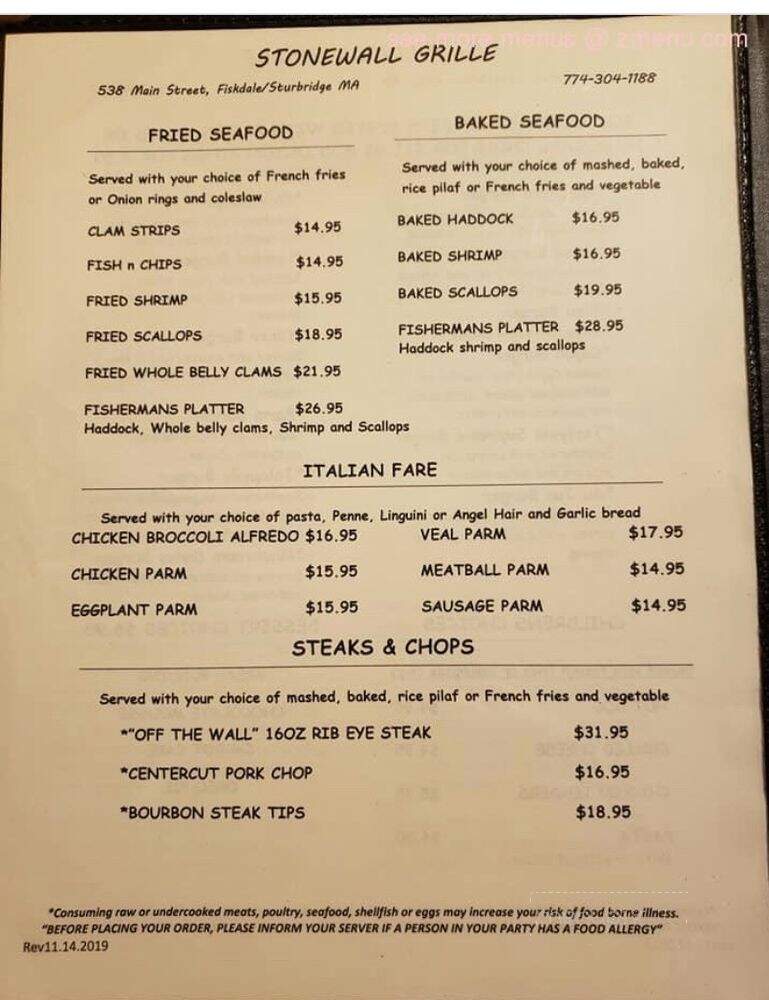 see more menus @ zmenu.com
STONEWALL GRILLE
538 Main Street, Fiskdale/Sturbridge MA
774-304-1188
FRIED SEAFOOD
Served with your choice of French fries
or Onion rings and coleslaw
CLAM STRIPS $14.95
FISH n CHIPS $14.95
FRIED SHRIMP $15.95
FRIED SCALLOPS $18.95
FRIED WHOLE BELLY CLAMS $21.95
FISHERMANS PLATTER $26.95
Haddock, Whole belly clams, Shrimp and Scallops
BAKED SEAFOOD
Served with your choice of mashed, baked,
rice pilaf or French fries and vegetable
BAKED HADDOCK $16.95
BAKED SHRIMP $16.95
BAKED SCALLOPS $19.95
FISHERMANS PLATTER $28.95
Haddock shrimp and scallops
ITALIAN FARE
Served with your choice of pasta, Penne, Linguini or Angel Hair and Garlic bread
CHICKEN BROCCOLI ALFREDO $16.95
CHICKEN PARM $15.95
EGGPLANT PARM $15.95
VEAL PARM $17.95
MEATBALL PARM $14.95
SAUSAGE PARM $14.95
STEAKS & CHOPS
Served with your choice of mashed, baked, rice pilaf or French fries and vegetable
*"OFF THE WALL" 16OZ RIB EYE STEAK $31.95
*CENTERCUT PORK CHOP $16.95
*BOURBON STEAK TIPS $18.95
*Consuming raw or undercooked meats, poultry, seafood, shellfish or eggs may increase your risk of food borne illness.
"BEFORE PLACING YOUR ORDER, PLEASE INFORM YOUR SERVER IF A PERSON IN YOUR PARTY HAS A FOOD ALLERGY"
Rev11.14.2019